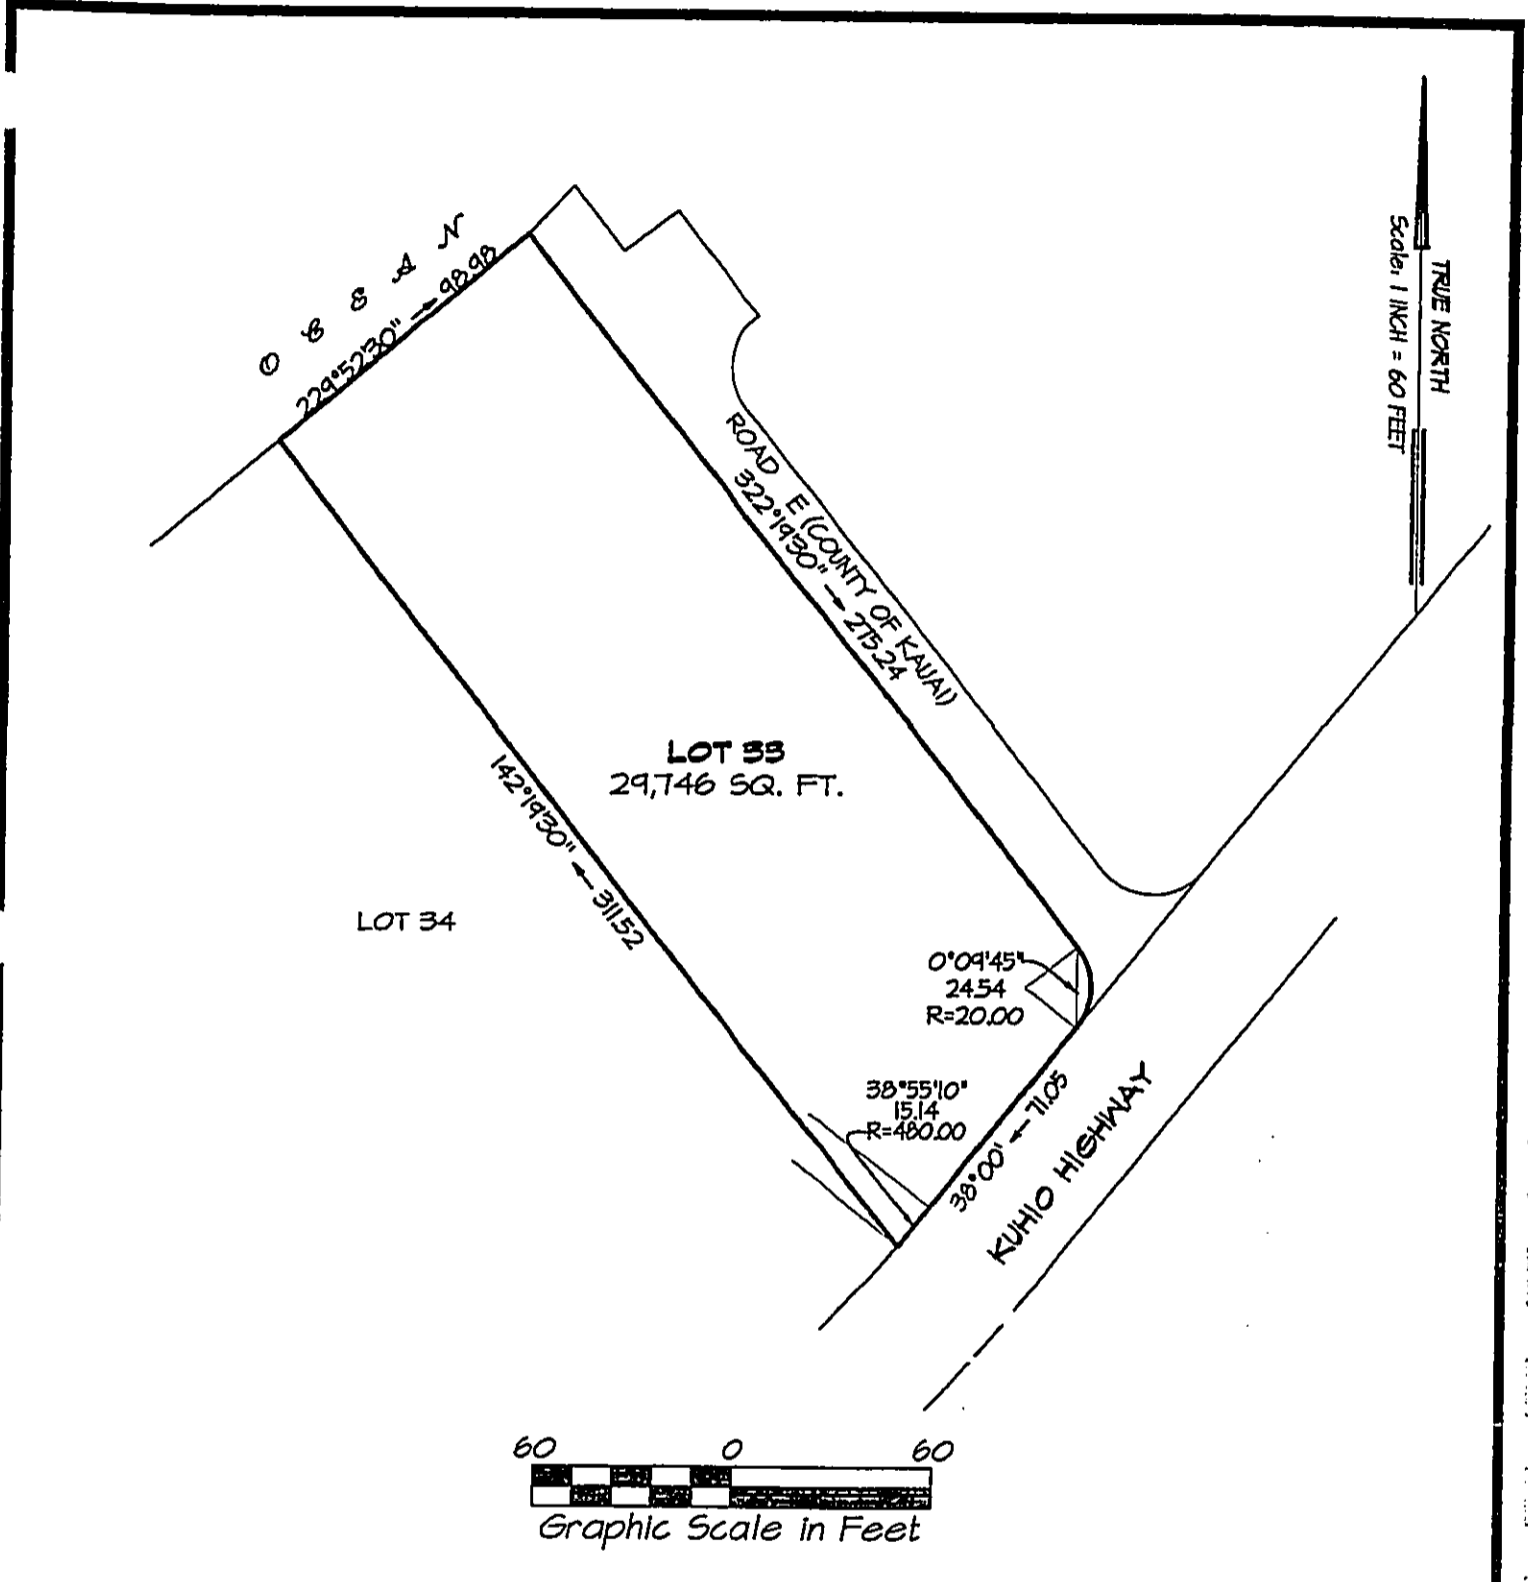 OCEAN
229°52'30" → 98.98
TRUE NORTH
Scale: 1 INCH = 60 FEET
ROAD E (COUNTY OF KAUAI)
322°19'30" → 275.24
LOT 33
29,746 SQ. FT.
142°19'30" ← 311.52
LOT 34
0°09'45"
24.54
R=20.00
38°55'10"
15.14
R=480.00
38°00' ← 71.05
KUHIO HIGHWAY
60 0 60
Graphic Scale in Feet